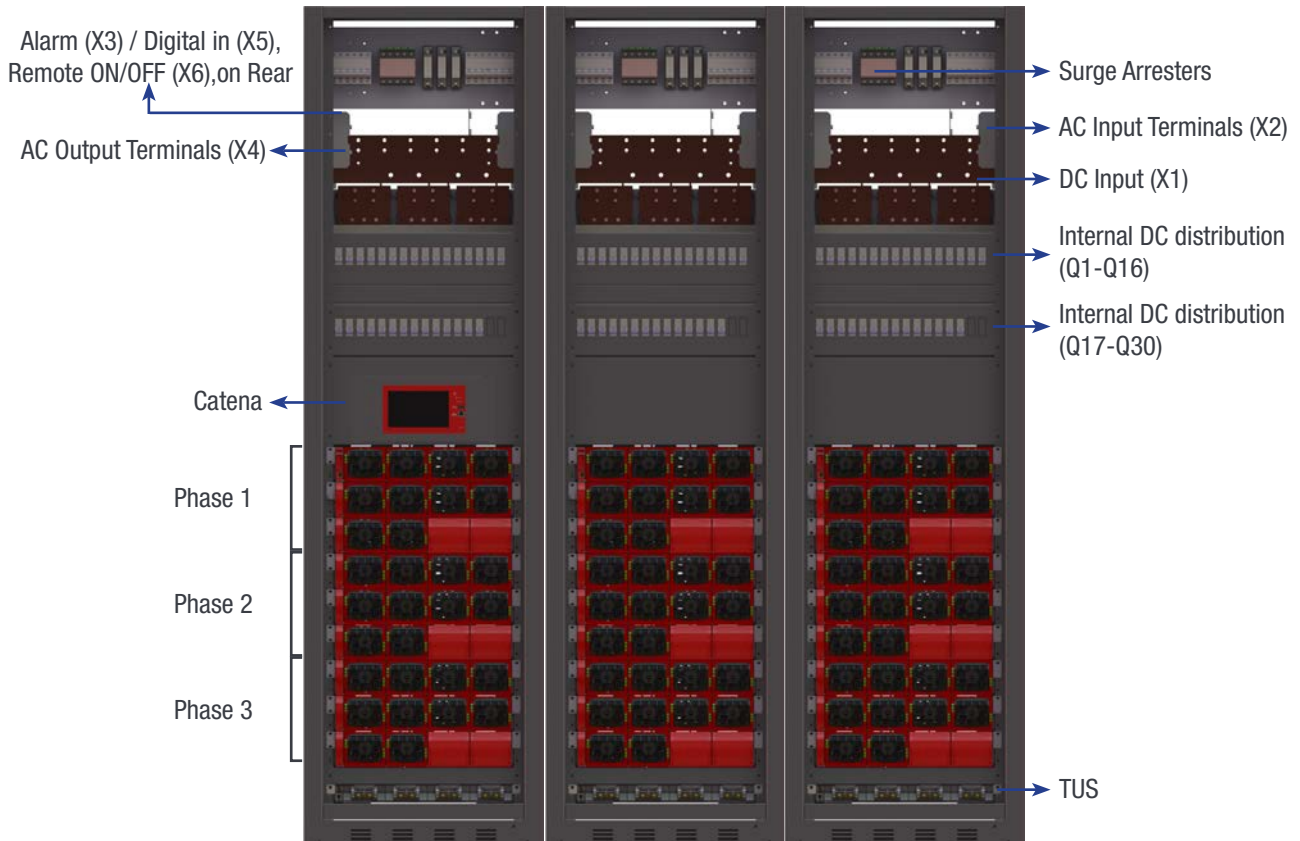 Alarm (X3) / Digital in (X5),
Remote ON/OFF (X6),on Rear
AC Output Terminals (X4)
Catena
Phase 1
Phase 2
Phase 3
Surge Arresters
AC Input Terminals (X2)
DC Input (X1)
Internal DC distribution
(Q1-Q16)
Internal DC distribution
(Q17-Q30)
TUS